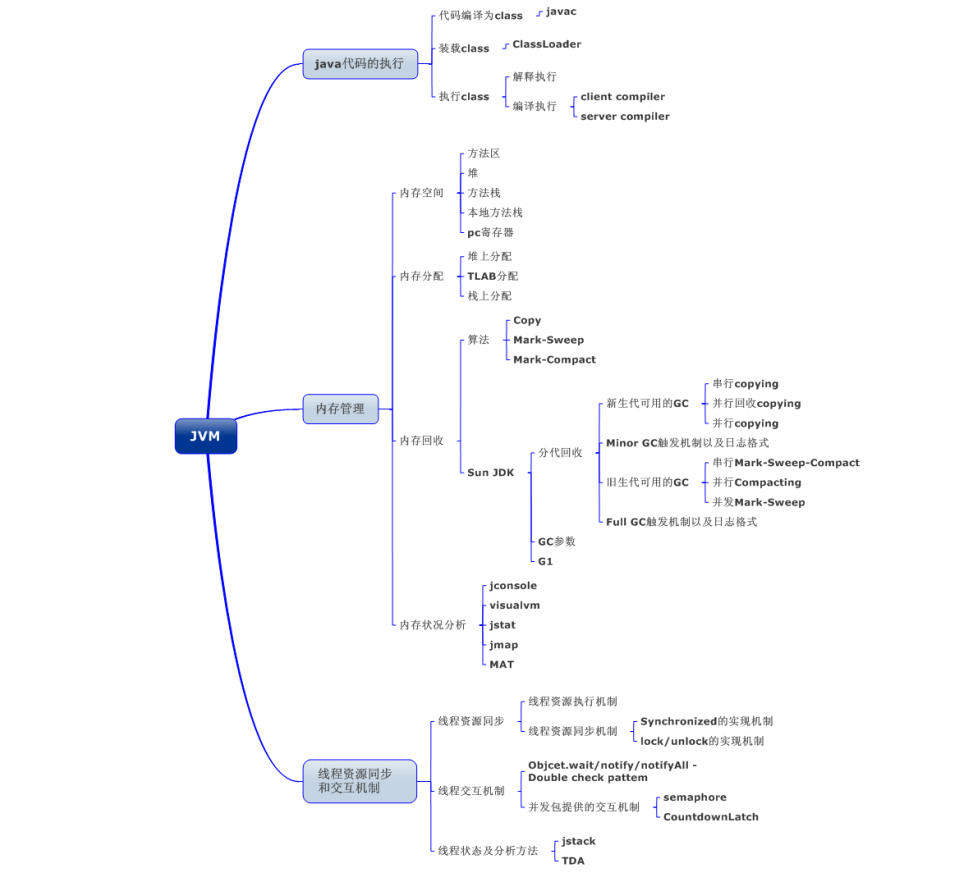 JVM
java代码的执行
代码编译为class
javac
装载class
ClassLoader
执行class
解释执行
编译执行
client compiler
server compiler
内存管理
内存空间
方法区
堆
方法栈
本地方法栈
pc寄存器
内存分配
堆上分配
TLAB分配
栈上分配
内存回收
算法
Copy
Mark-Sweep
Mark-Compact
Sun JDK
分代回收
新生代可用的GC
串行copying
并行回收copying
并行copying
Minor GC触发机制以及日志格式
旧生代可用的GC
串行Mark-Sweep-Compact
并行Compacting
并发Mark-Sweep
Full GC触发机制以及日志格式
GC参数
G1
内存状况分析
jconsole
visualvm
jstat
jmap
MAT
线程资源同步
和交互机制
线程资源同步
线程资源执行机制
线程资源同步机制
Synchronized的实现机制
lock/unlock的实现机制
线程交互机制
Objcet.wait/notify/notifyAll -
Double check pattem
并发包提供的交互机制
semaphore
CountdownLatch
线程状态及分析方法
jstack
TDA